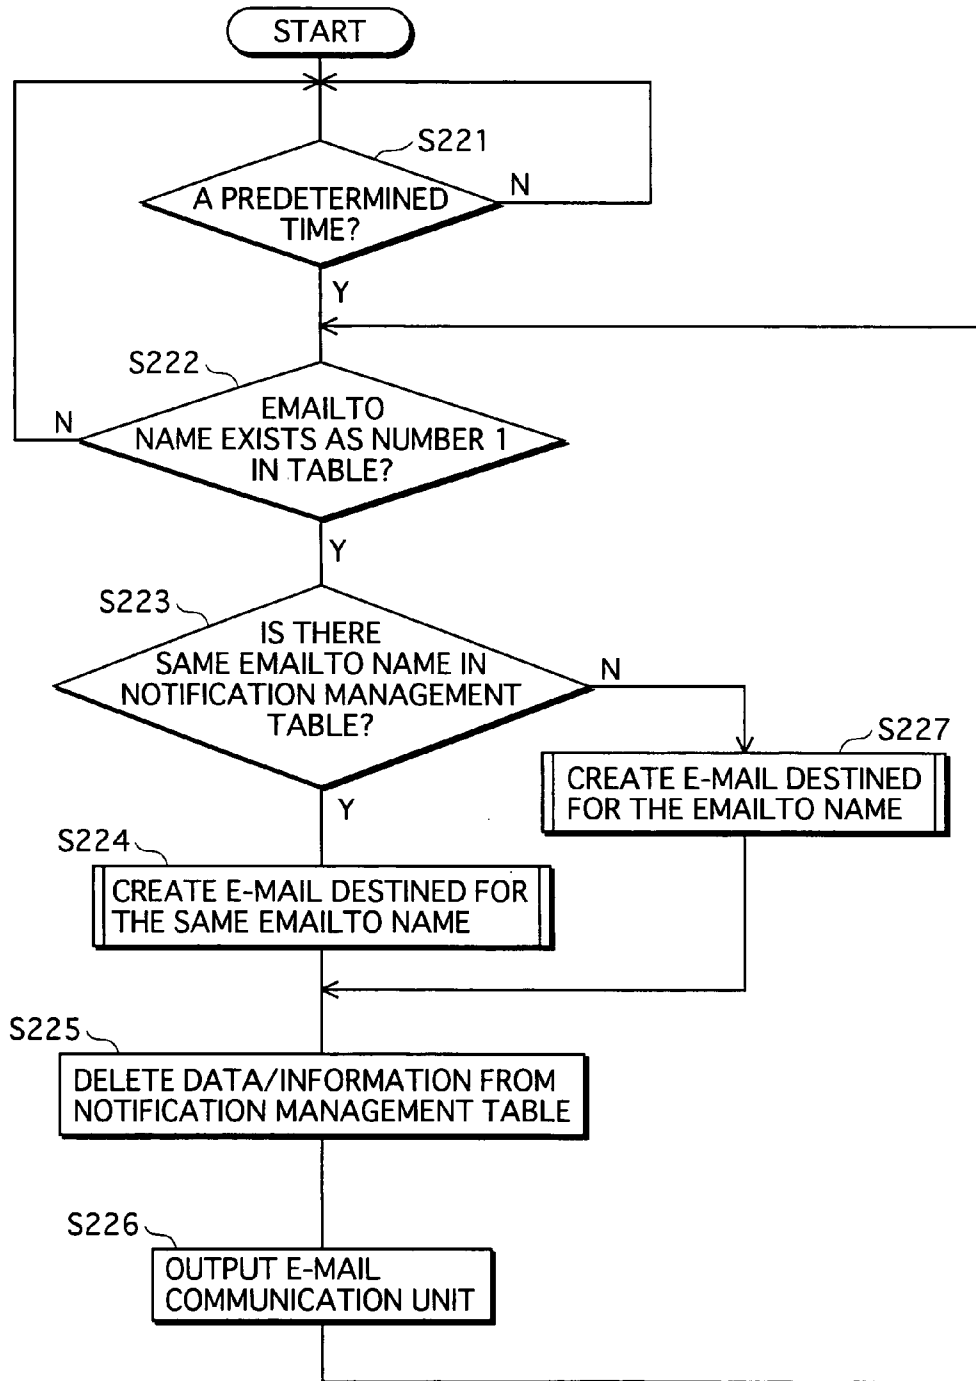 START
S221
A PREDETERMINED
TIME?
N
Y
S222
EMAILTO
NAME EXISTS AS NUMBER 1
IN TABLE?
N
Y
S223
IS THERE
SAME EMAILTO NAME IN
NOTIFICATION MANAGEMENT
TABLE?
N
Y
S227
CREATE E-MAIL DESTINED
FOR THE EMAILTO NAME
S224
CREATE E-MAIL DESTINED FOR
THE SAME EMAILTO NAME
S225
DELETE DATA/INFORMATION FROM
NOTIFICATION MANAGEMENT TABLE
S226
OUTPUT E-MAIL
COMMUNICATION UNIT